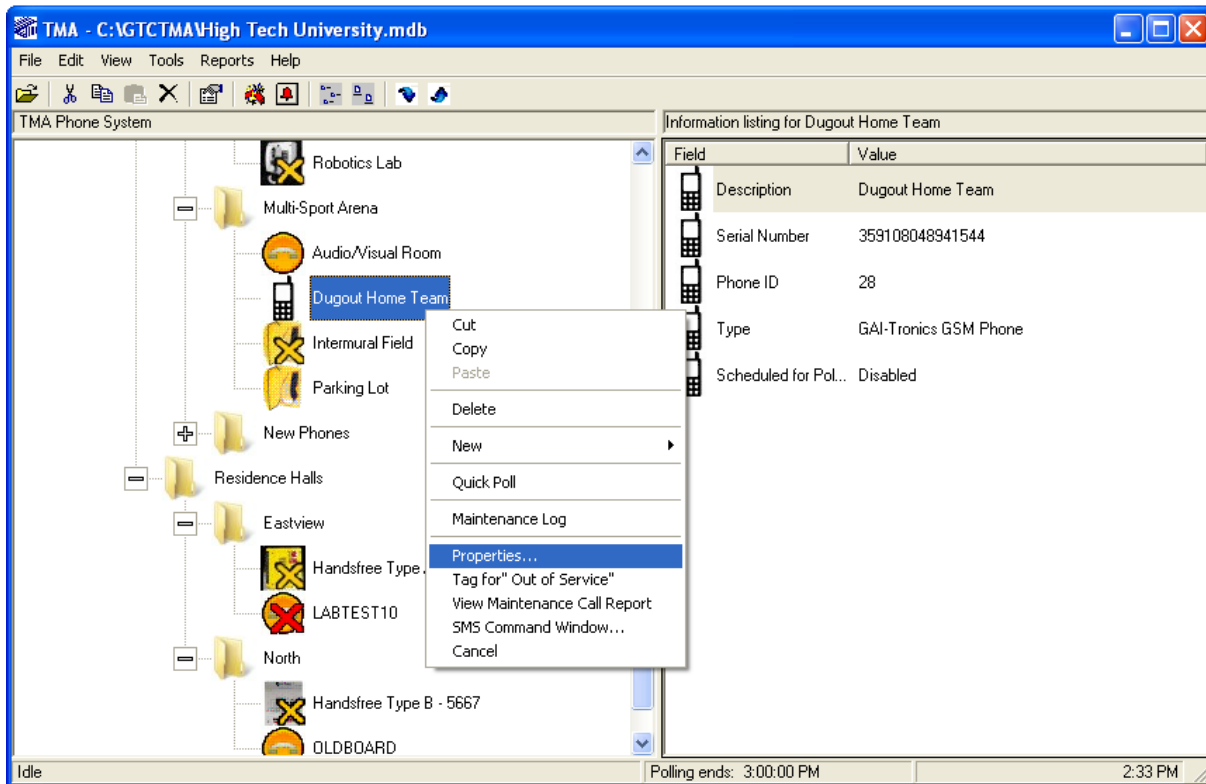 TMA - C:\GTCTMA\High Tech University.mdb
File Edit View Tools Reports Help
TMA Phone System
Robotics Lab
Multi-Sport Arena
Audio/Visual Room
Dugout Home Team
Intermural Field
Parking Lot
New Phones
Residence Halls
Eastview
Handsfree Type
LABTEST10
North
Handsfree Type B - 5667
OLDBOARD
Cut
Copy
Paste
Delete
New
Quick Poll
Maintenance Log
Properties...
Tag for" Out of Service"
View Maintenance Call Report
SMS Command Window...
Cancel
Information listing for Dugout Home Team
Field Value
Description Dugout Home Team
Serial Number 359108048941544
Phone ID 28
Type GAI-Tronics GSM Phone
Scheduled for Pol... Disabled
Idle Polling ends: 3:00:00 PM 2:33 PM